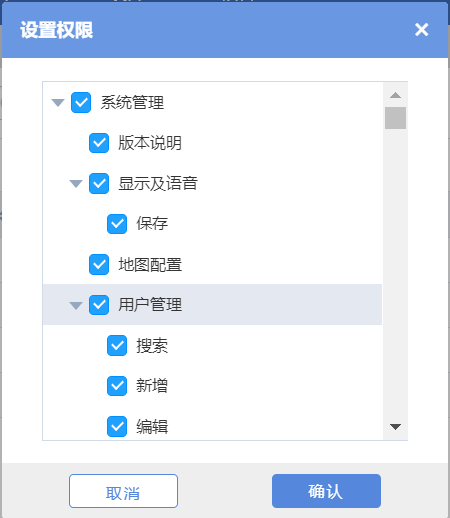 设置权限
系统管理
版本说明
显示及语音
保存
地图配置
用户管理
搜索
新增
编辑
取消
确认